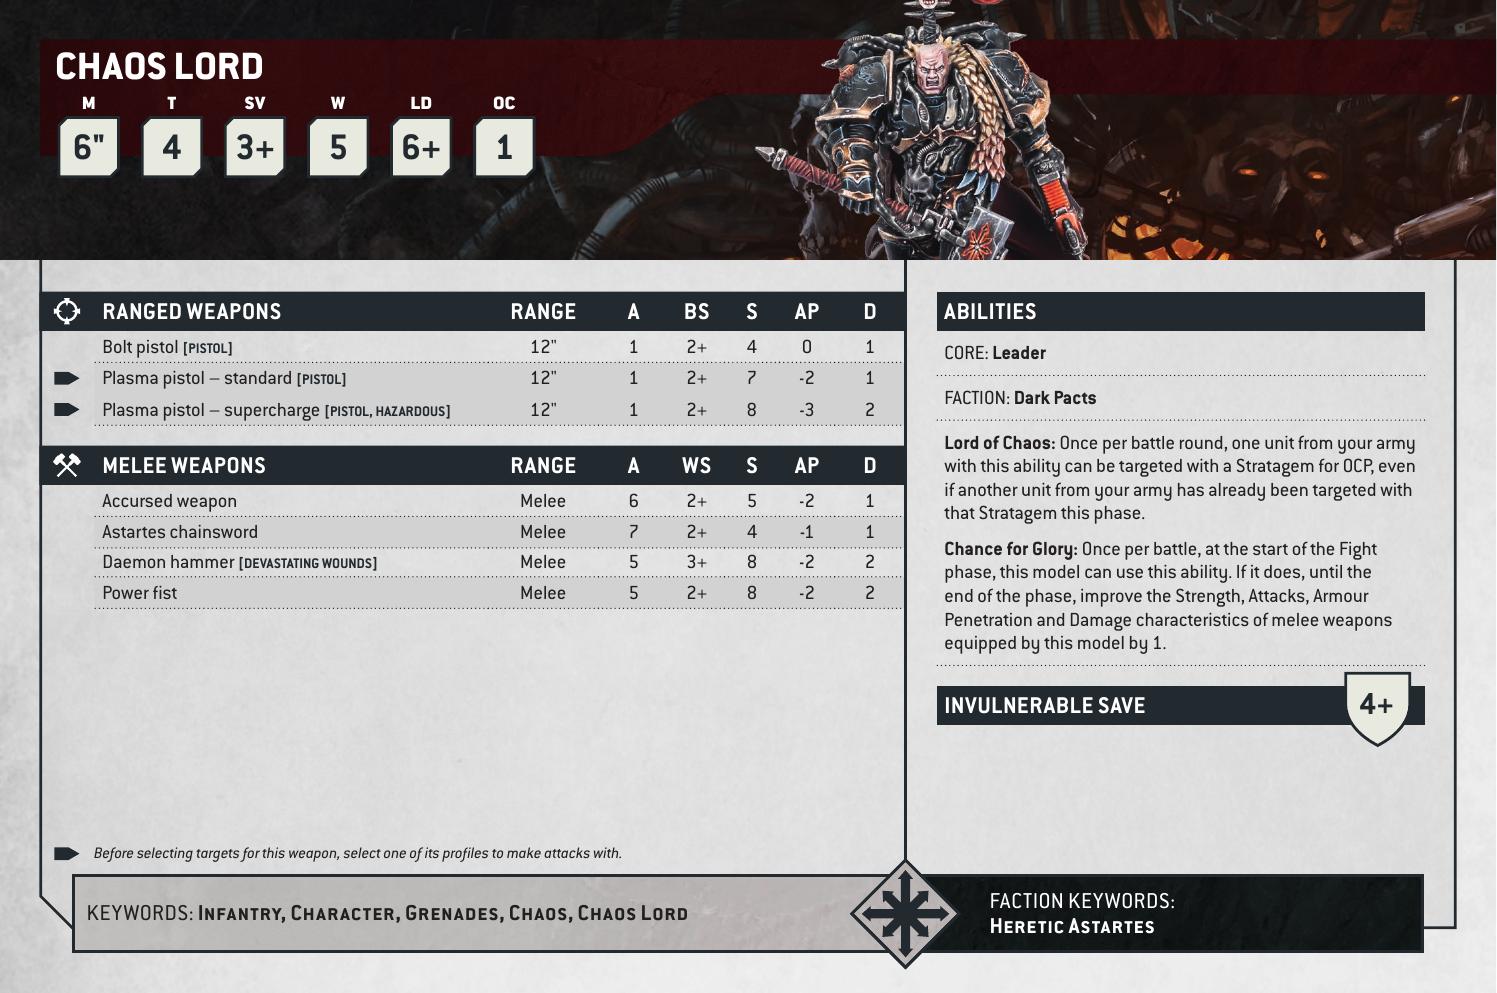 CHAOS LORD
M T SV W LD OC
6" 4 3+ 5 6+ 1
RANGED WEAPONS RANGE A BS S AP D
Bolt pistol [PISTOL] 12" 1 2+ 4 0 1
Plasma pistol – standard [PISTOL] 12" 1 2+ 7 -2 1
Plasma pistol – supercharge [PISTOL, HAZARDOUS] 12" 1 2+ 8 -3 2
MELEE WEAPONS RANGE A WS S AP D
Accursed weapon Melee 6 2+ 5 -2 1
Astartes chainsword Melee 7 2+ 4 -1 1
Daemon hammer [DEVASTATING WOUNDS] Melee 5 3+ 8 -2 2
Power fist Melee 5 2+ 8 -2 2
Before selecting targets for this weapon, select one of its profiles to make attacks with.
ABILITIES
CORE: Leader
FACTION: Dark Pacts
Lord of Chaos: Once per battle round, one unit from your army
with this ability can be targeted with a Stratagem for 0CP, even
if another unit from your army has already been targeted with
that Stratagem this phase.
Chance for Glory: Once per battle, at the start of the Fight
phase, this model can use this ability. If it does, until the
end of the phase, improve the Strength, Attacks, Armour
Penetration and Damage characteristics of melee weapons
equipped by this model by 1.
INVULNERABLE SAVE 4+
KEYWORDS: INFANTRY, CHARACTER, GRENADES, CHAOS, CHAOS LORD
FACTION KEYWORDS:
HERETIC ASTARTES